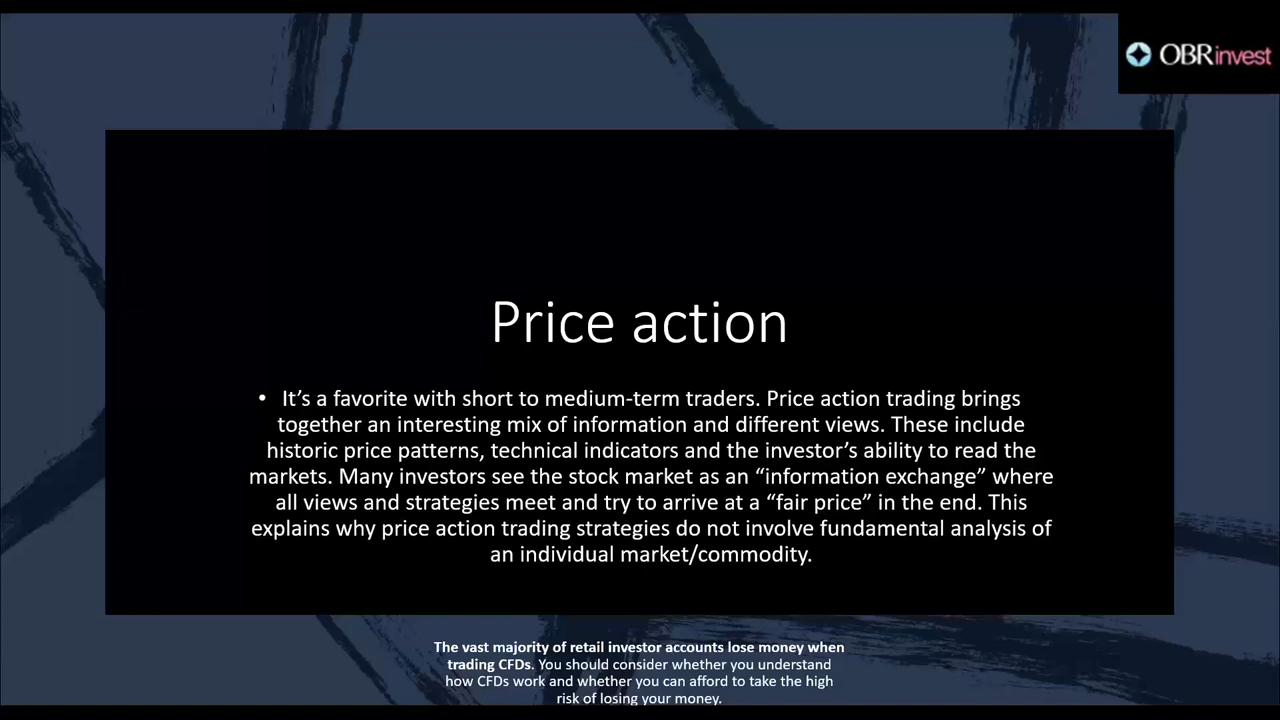 OBRinvest
Price action
• It’s a favorite with short to medium-term traders. Price action trading brings
together an interesting mix of information and different views. These include
historic price patterns, technical indicators and the investor’s ability to read the
markets. Many investors see the stock market as an “information exchange” where
all views and strategies meet and try to arrive at a “fair price” in the end. This
explains why price action trading strategies do not involve fundamental analysis of
an individual market/commodity.
The vast majority of retail investor accounts lose money when
trading CFDs. You should consider whether you understand
how CFDs work and whether you can afford to take the high
risk of losing your money.